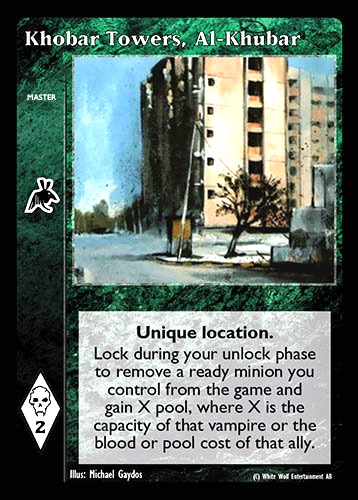 Khobar Towers, Al-Khubar
MASTER
Unique location.
Lock during your unlock phase
to remove a ready minion you
control from the game and
gain X pool, where X is the
capacity of that vampire or the
blood or pool cost of that ally.
2
Illus: Michael Gaydos
(C) White Wolf Entertainment AB